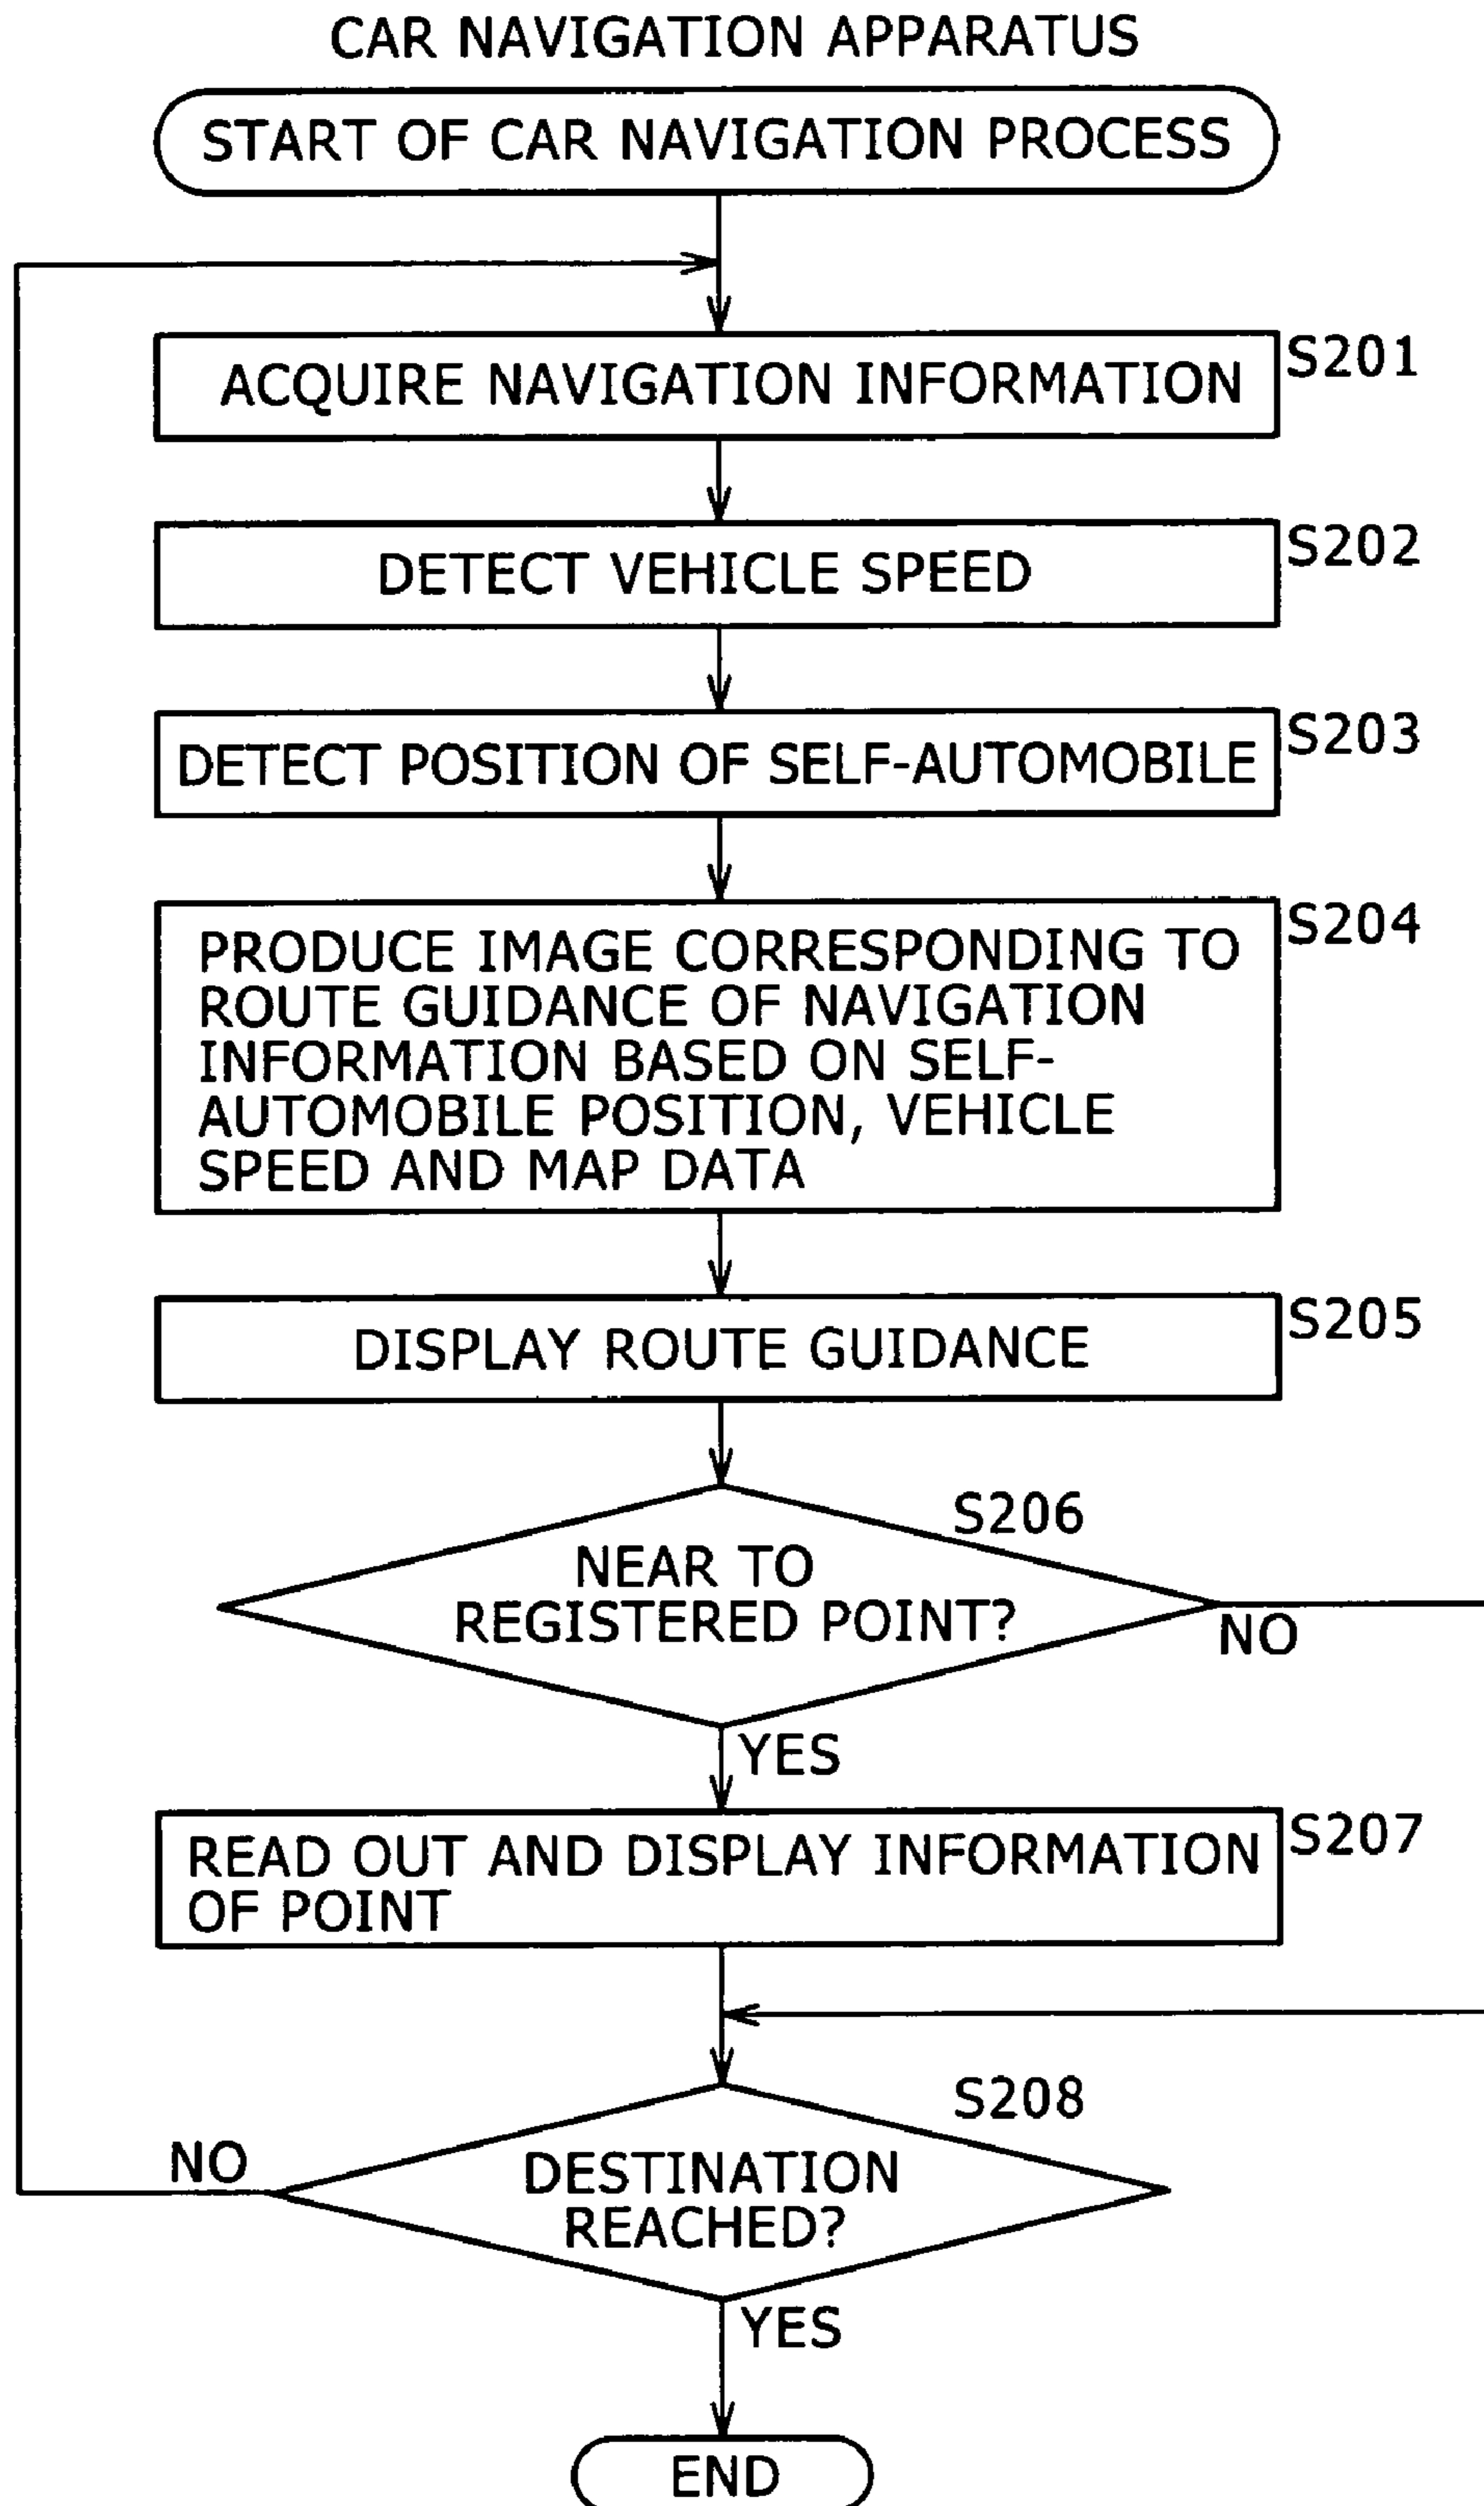 CAR NAVIGATION APPARATUS
START OF CAR NAVIGATION PROCESS
ACQUIRE NAVIGATION INFORMATION
S201
DETECT VEHICLE SPEED
S202
DETECT POSITION OF SELF-AUTOMOBILE
S203
PRODUCE IMAGE CORRESPONDING TO
ROUTE GUIDANCE OF NAVIGATION
INFORMATION BASED ON SELF-
AUTOMOBILE POSITION, VEHICLE
SPEED AND MAP DATA
S204
DISPLAY ROUTE GUIDANCE
S205
S206
NEAR TO
REGISTERED POINT?
NO
YES
READ OUT AND DISPLAY INFORMATION
OF POINT
S207
S208
DESTINATION
REACHED?
NO
YES
END